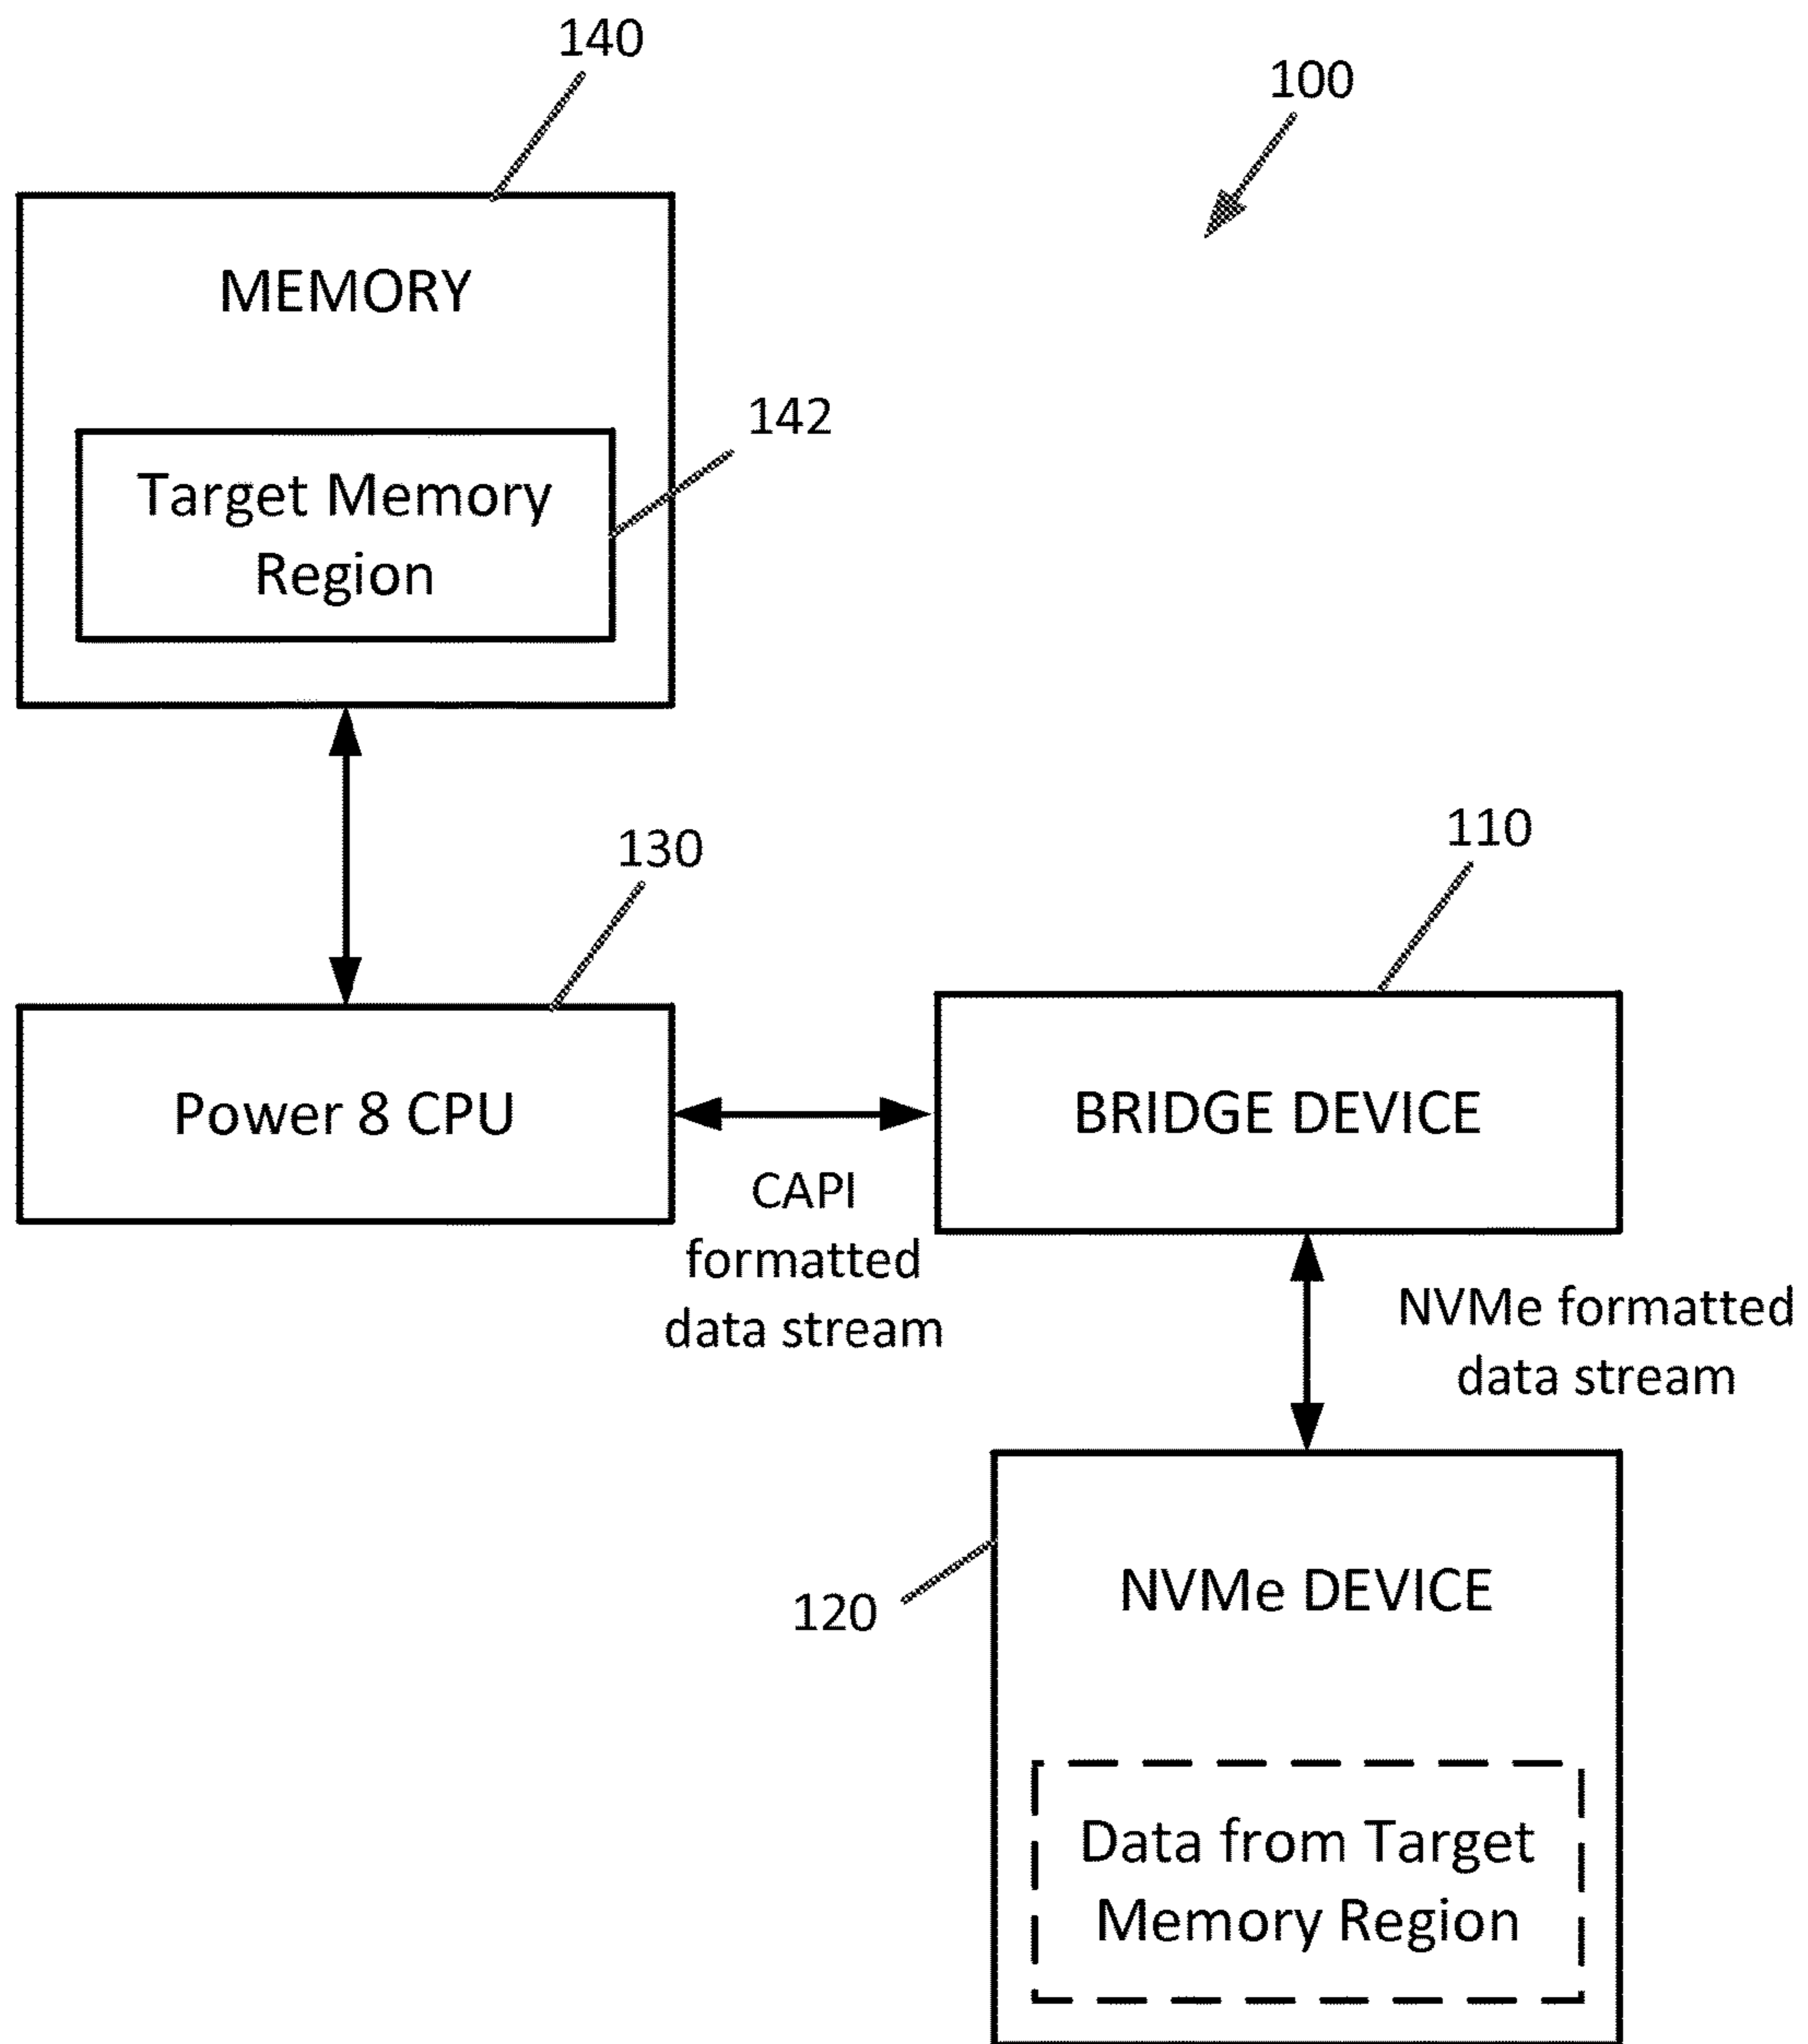 140
100
MEMORY
142
Target Memory
Region
130
110
Power 8 CPU
BRIDGE DEVICE
CAPI
formatted
data stream
NVMe formatted
data stream
120
NVMe DEVICE
Data from Target
Memory Region